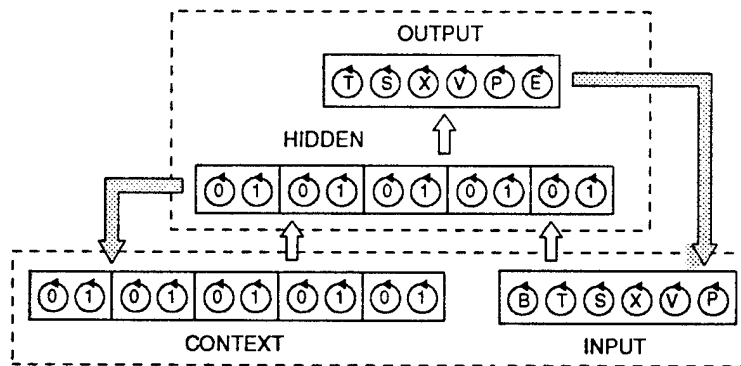 OUTPUT
T S X V P E
HIDDEN
0 1 0 1 0 1 0 1 0 1
0 1 0 1 0 1 0 1 0 1
B T S X V P
CONTEXT
INPUT